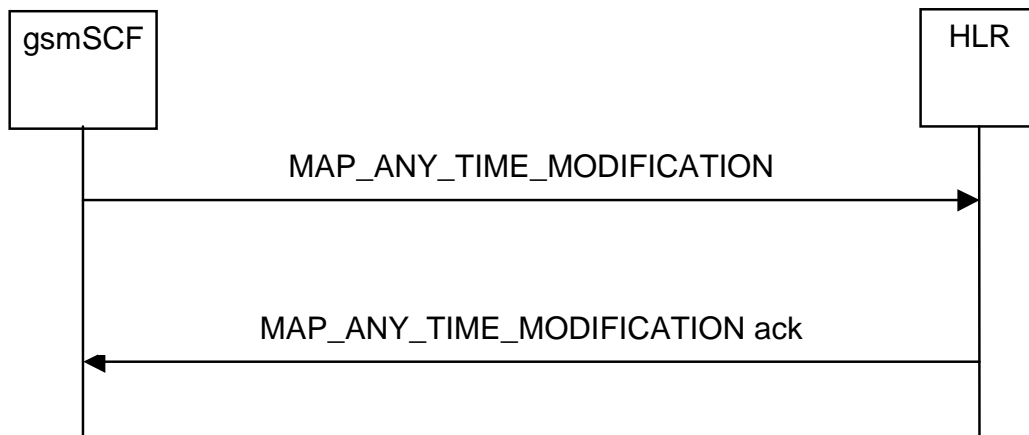 gsmSCF
HLR
MAP_ANY_TIME_MODIFICATION
MAP_ANY_TIME_MODIFICATION ack